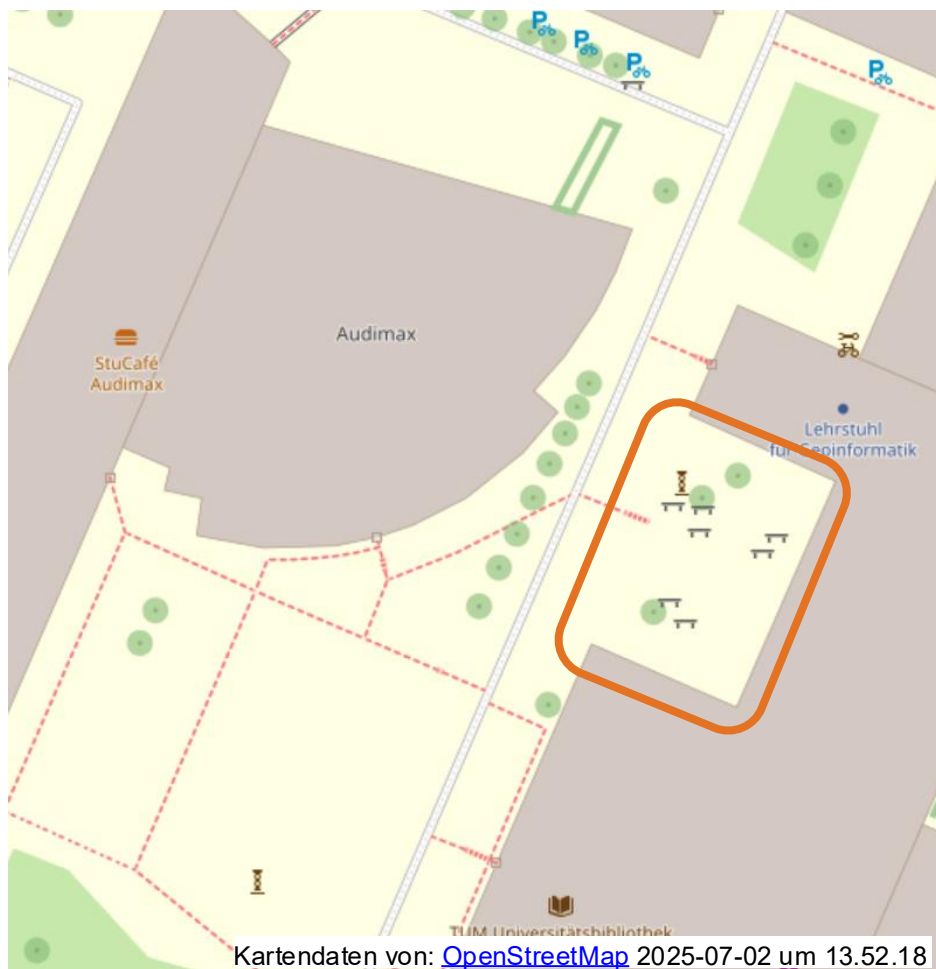 P
P
P
P
Audimax
StuCafé
Audimax
Lehrstuhl
für Geoinformatik
TUM Universitätsbibliothek
Kartendaten von: OpenStreetMap 2025-07-02 um 13.52.18